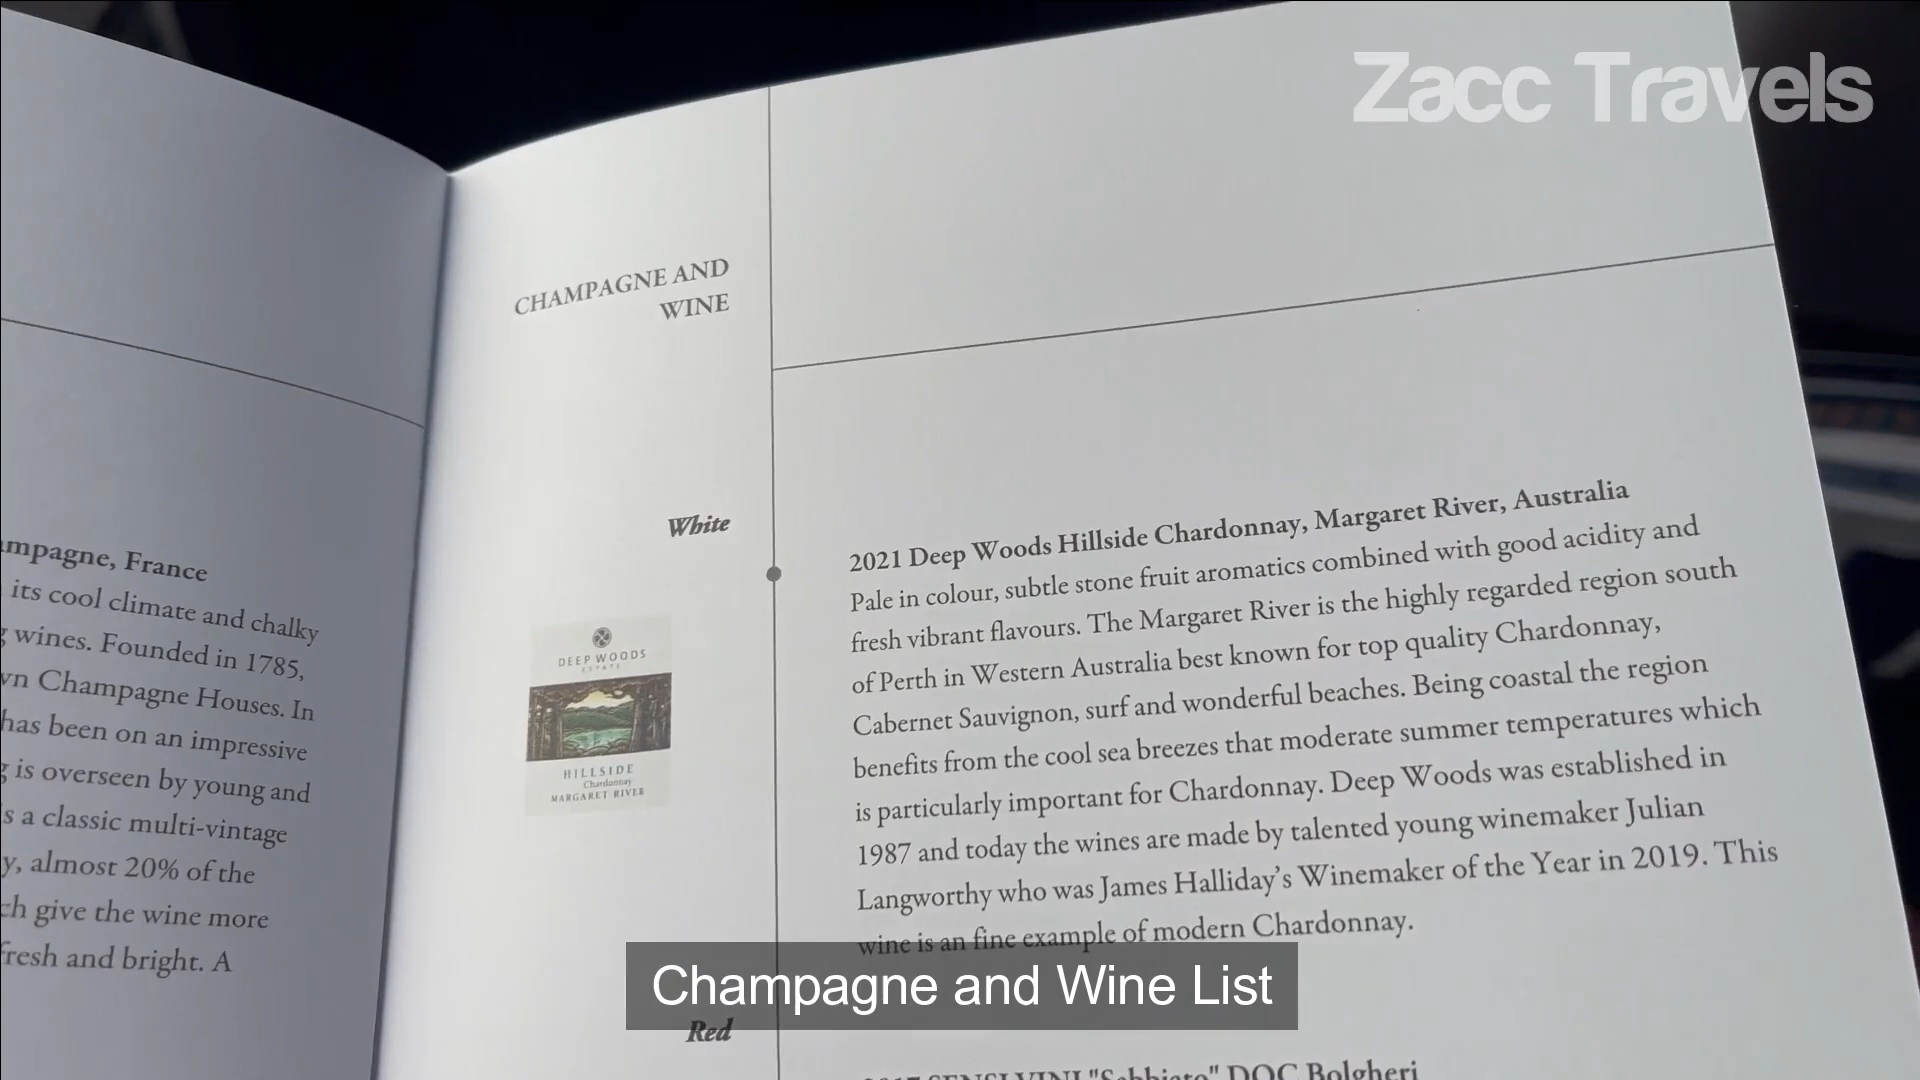 Zacc Travels
CHAMPAGNE AND
WINE
mpagne, France
its cool climate and chalky
wines. Founded in 1785,
Champagne Houses. In
has been on an impressive
is overseen by young and
s a classic multi-vintage
y, almost 20% of the
give the wine more
fresh and bright. A
White
DEEP WOODS
ESTATE
HILLSIDE
Chardonnay
MARGARET RIVER
2021 Deep Woods Hillside Chardonnay, Margaret River, Australia
Pale in colour, subtle stone fruit aromatics combined with good acidity and
fresh vibrant flavours. The Margaret River is the highly regarded region south
of Perth in Western Australia best known for top quality Chardonnay,
Cabernet Sauvignon, surf and wonderful beaches. Being coastal the region
benefits from the cool sea breezes that moderate summer temperatures which
is particularly important for Chardonnay. Deep Woods was established in
1987 and today the wines are made by talented young winemaker Julian
Langworthy who was James Halliday's Winemaker of the Year in 2019. This
wine is an fine example of modern Chardonnay.
Champagne and Wine List
Red
DOC Bolgheri